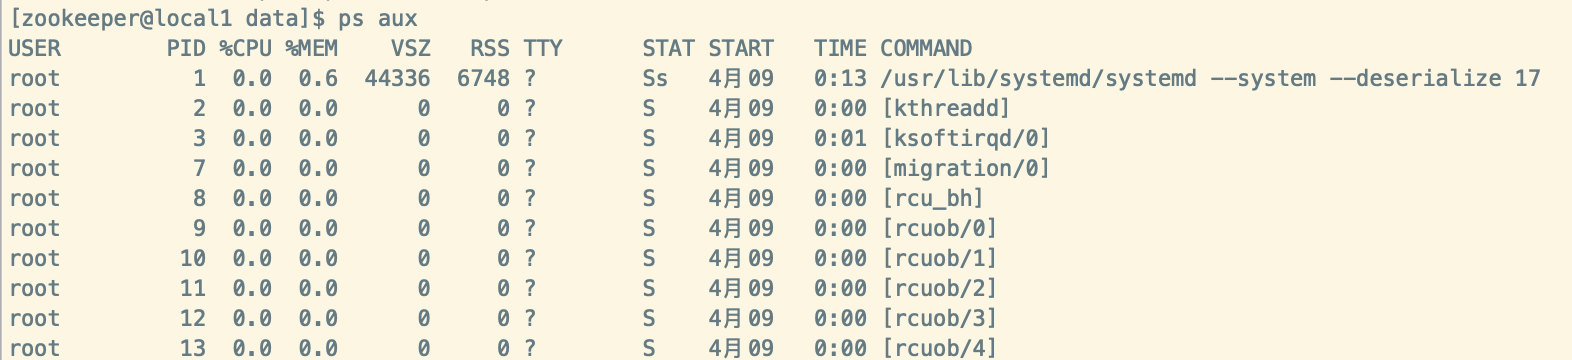 [zookeeper@local1 data]$ ps aux
USER        PID %CPU %MEM    VSZ   RSS TTY      STAT START   TIME COMMAND
root          1  0.0  0.6  44336  6748 ?        Ss   4月09   0:13 /usr/lib/systemd/systemd --system --deserialize 17
root          2  0.0  0.0      0     0 ?        S    4月09   0:00 [kthreadd]
root          3  0.0  0.0      0     0 ?        S    4月09   0:01 [ksoftirqd/0]
root          7  0.0  0.0      0     0 ?        S    4月09   0:00 [migration/0]
root          8  0.0  0.0      0     0 ?        S    4月09   0:00 [rcu_bh]
root          9  0.0  0.0      0     0 ?        S    4月09   0:00 [rcuob/0]
root         10  0.0  0.0      0     0 ?        S    4月09   0:00 [rcuob/1]
root         11  0.0  0.0      0     0 ?        S    4月09   0:00 [rcuob/2]
root         12  0.0  0.0      0     0 ?        S    4月09   0:00 [rcuob/3]
root         13  0.0  0.0      0     0 ?        S    4月09   0:00 [rcuob/4]